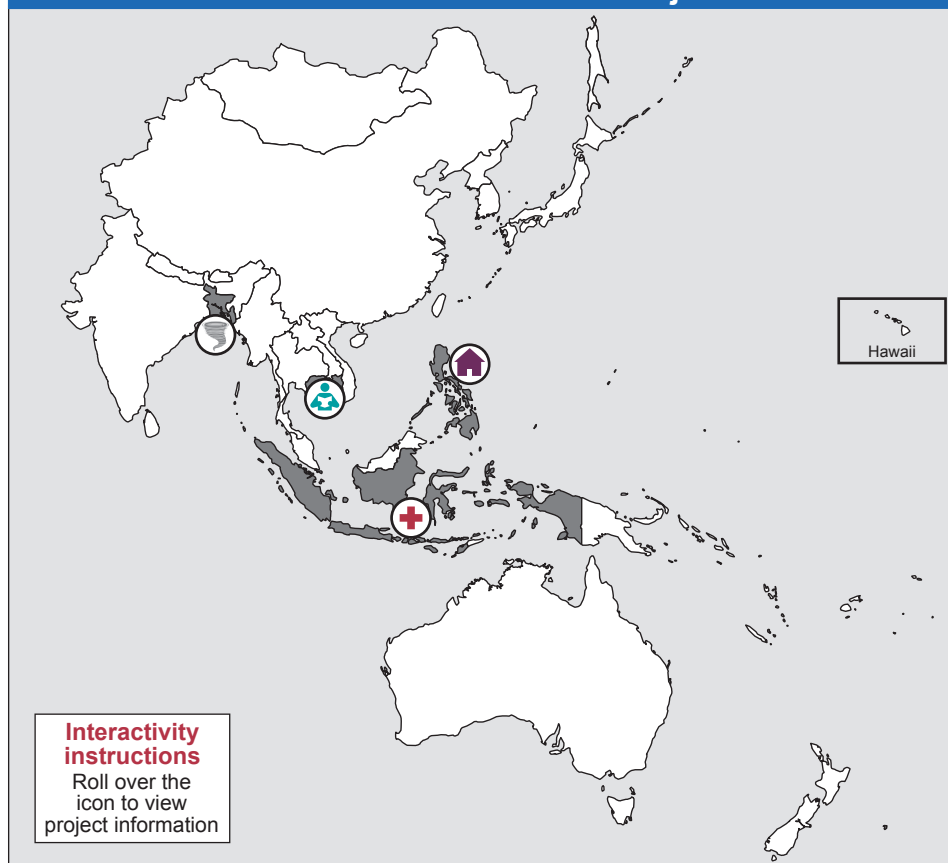 Hawaii
Interactivity
instructions
Roll over the
icon to view
project information